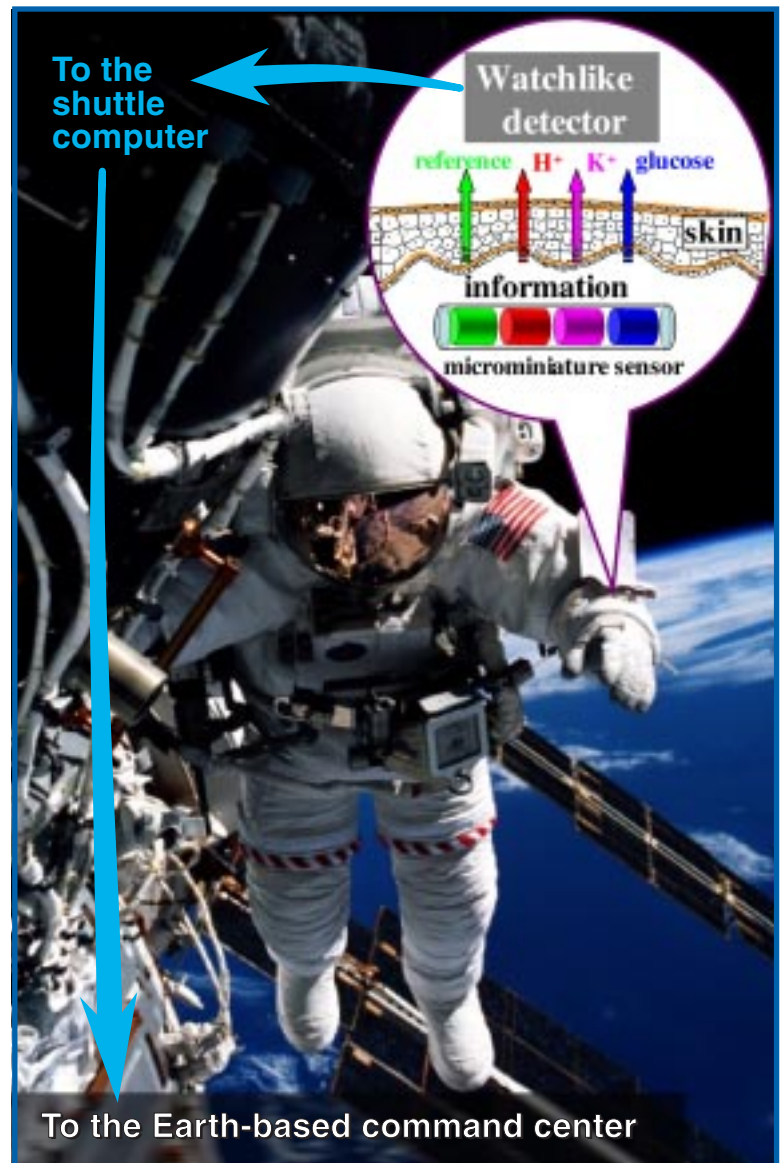 To the
shuttle
computer
Watchlike
detector
reference H⁺ K⁺ glucose
skin
information
microminiature sensor
To the Earth-based command center